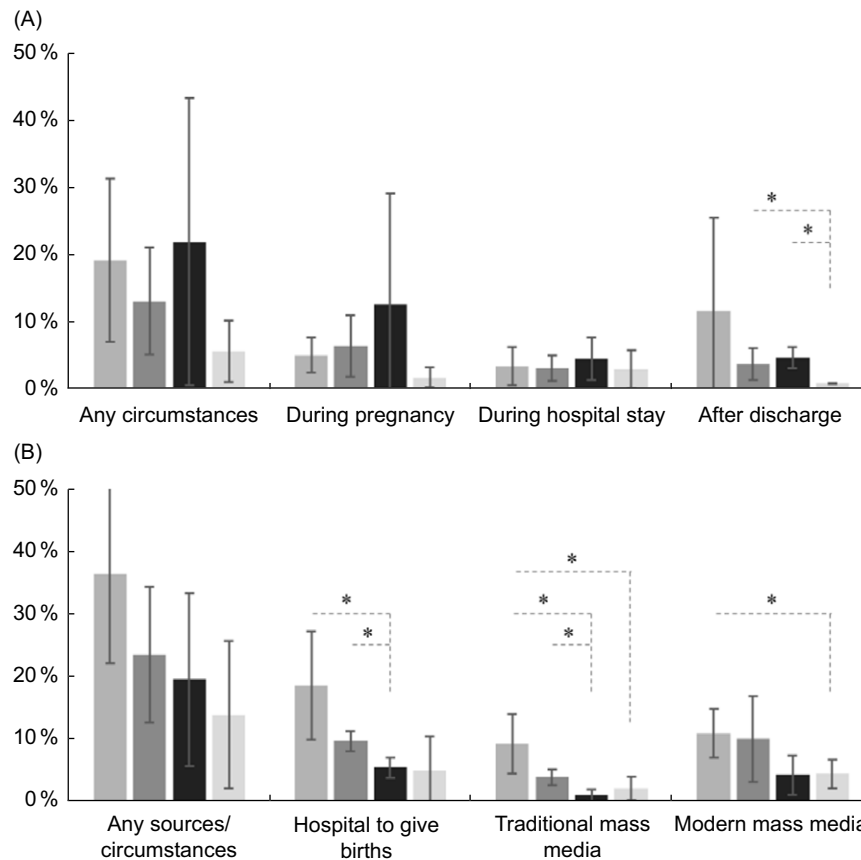 (A)
50 %
40 %
30 %
20 %
10 %
0 %
* 
*
Any circumstances During pregnancy During hospital stay After discharge
(B)
50 %
40 %
30 %
20 %
10 %
0 %
*
* * *
* *
Any sources/ circumstances
Hospital to give births
Traditional mass media
Modern mass media